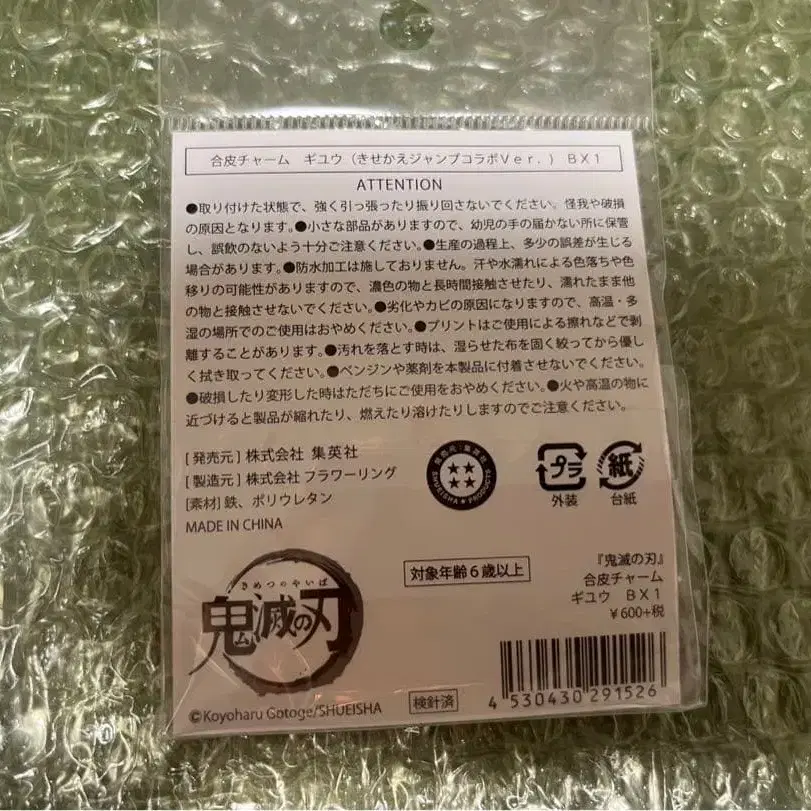 合皮チャーム ギユウ（きせかえジャンプコラボVer.） BX1
ATTENTION
●取り付けた状態で、強く引っ張ったり振り回さないでください。怪我や破損
の原因となります。●小さな部品がありますので、幼児の手の届かない所に保管
し、誤飲のないよう十分ご注意ください。●生産の過程上、多少の誤差が生じる
場合があります。●防水加工は施しておりません。汗や水濡れによる色落ちや色
移りの可能性がありますので、濃色の物と長時間接触させたり、濡れたまま他
の物と接触させないでください。●劣化やカビの原因になりますので、高温・多
湿の場所でのご使用はおやめください。●プリントはご使用による擦れなどで剥
離することがあります。●汚れを落とす時は、湿らせた布を固く絞ってから優し
く拭き取ってください。●ベンジンや薬剤を本製品に付着させないでください。
●破損したり変形した時はただちにご使用をおやめください。●火や高温の物に
近づけると製品が縮れたり、燃えたり溶けたりしますのでご注意ください。
[発売元] 株式会社 集英社
[製造元] 株式会社 フラワーリング
[素材] 鉄、ポリウレタン
MADE IN CHINA
発売元 集英社
SHUEISHA PRODUCTS
プラ
外装
紙
台紙
対象年齢6歳以上
『鬼滅の刃』
合皮チャーム
ギユウ BX1
¥600+税
きめつのやいば
鬼滅の刃
©Koyoharu Gotoge/SHUEISHA
検針済
4 530430 291526